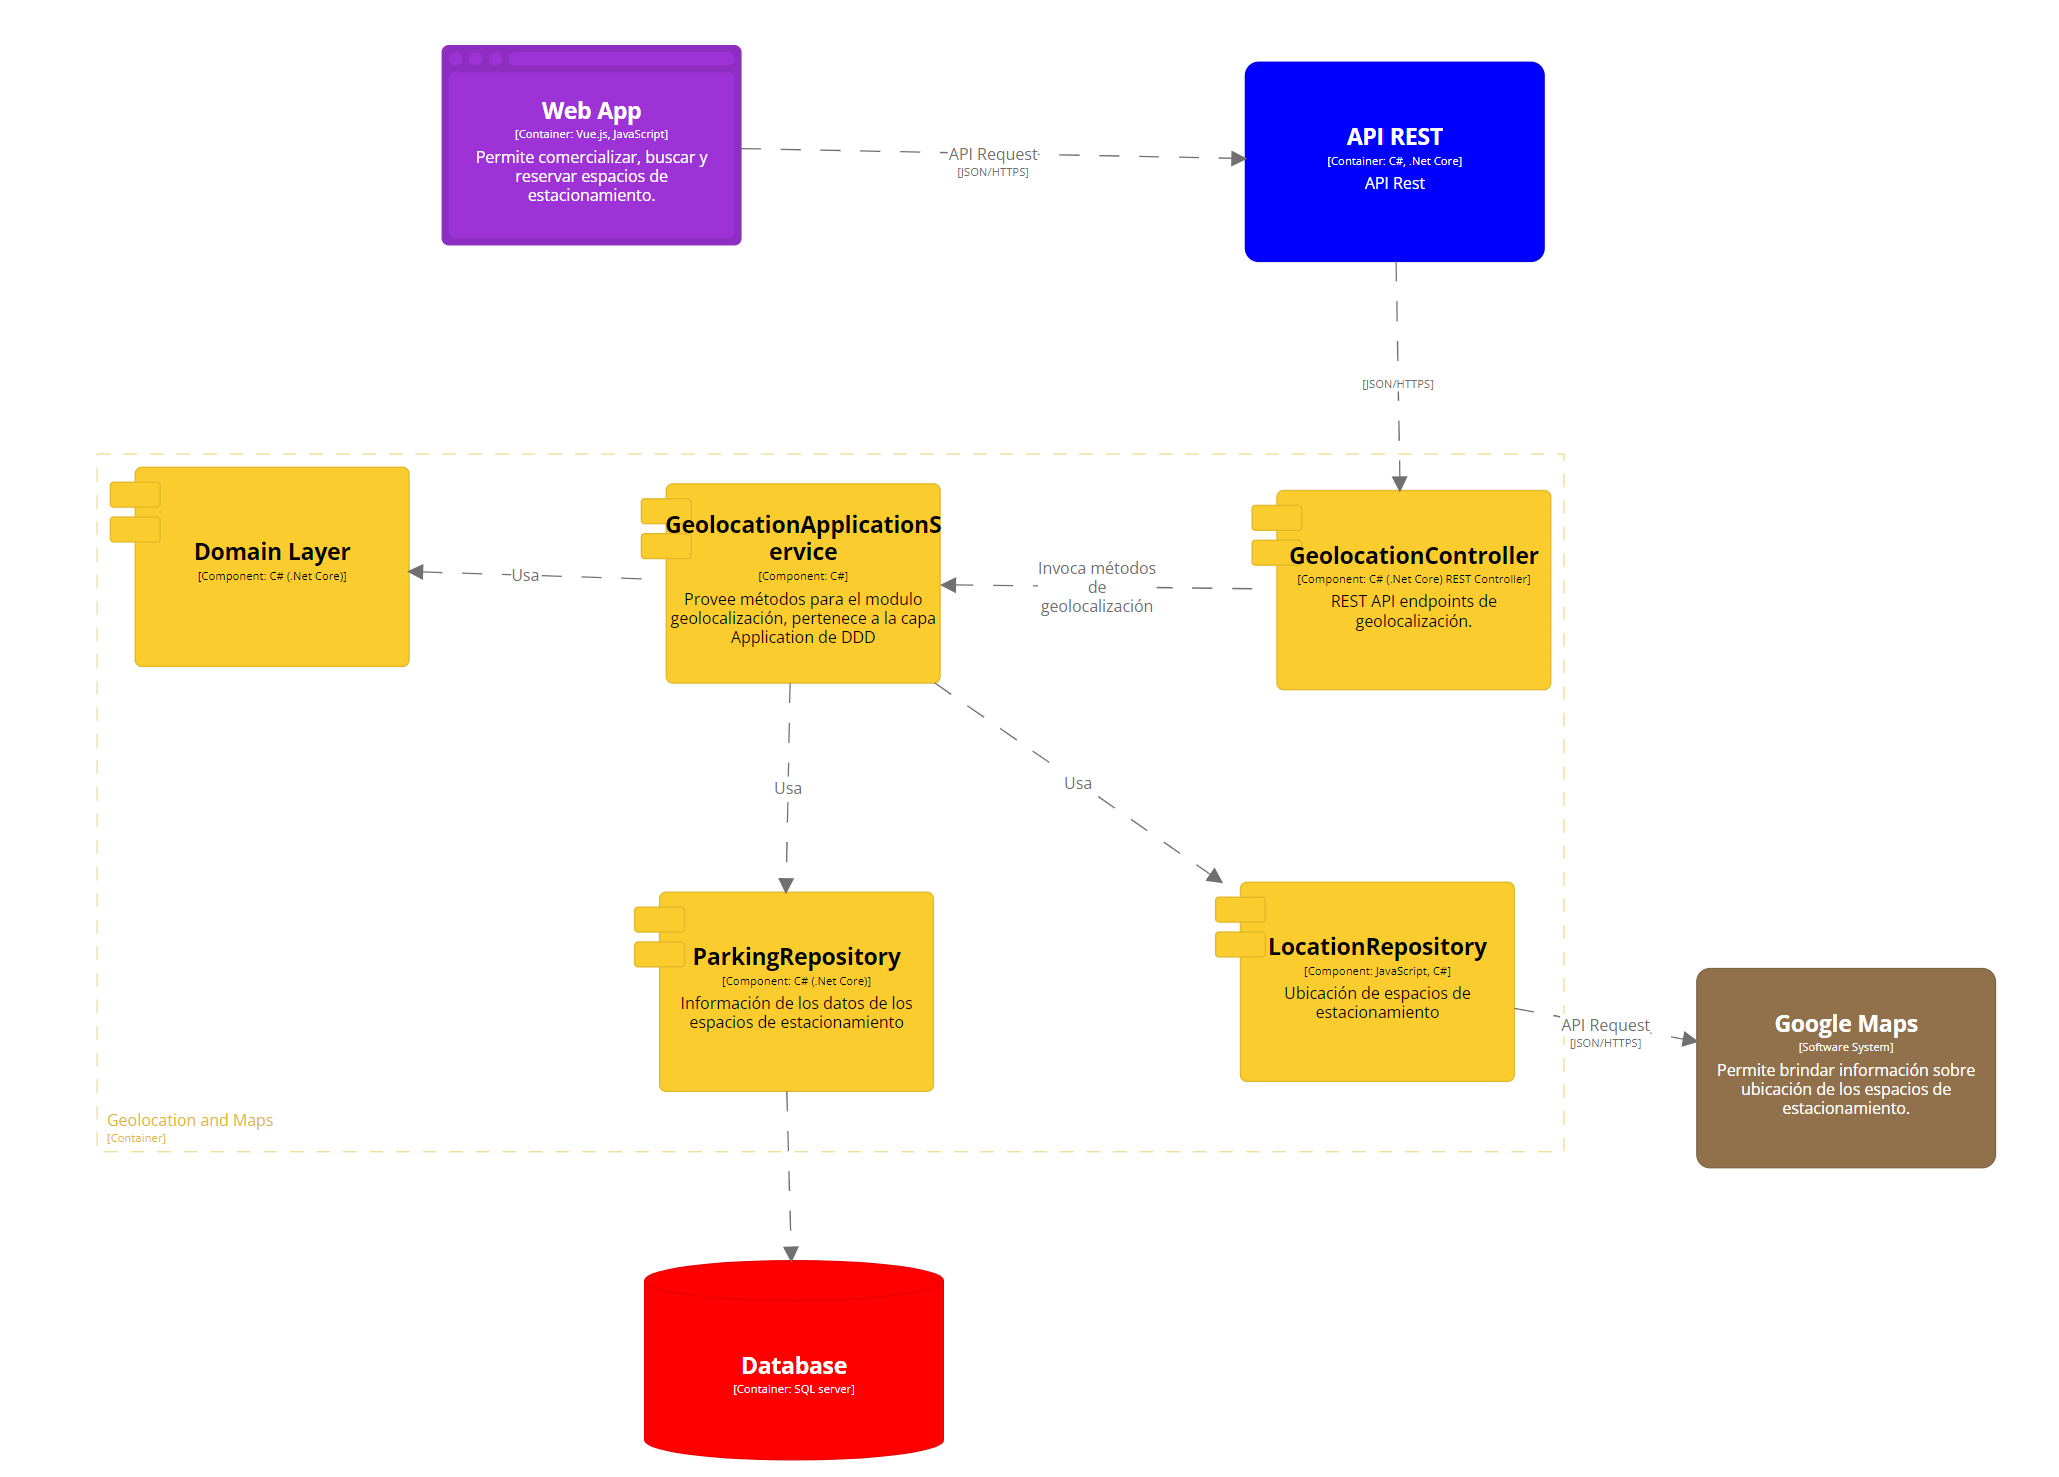 Web App
[Container: Vue.js, JavaScript]
Permite comercializar, buscar y
reservar espacios de
estacionamiento.
API Request
[JSON/HTTPS]
API REST
[Container: C#, .Net Core]
API Rest
[JSON/HTTPS]
Domain Layer
[Component: C# (.Net Core)]
Usa
GeolocationApplicationS
ervice
[Component: C#]
Provee métodos para el modulo
geolocalización, pertenece a la capa
Application de DDD
Invoca métodos
de
geolocalización
GeolocationController
[Component: C# (.Net Core) REST Controller]
REST API endpoints de
geolocalización.
Usa
Usa
ParkingRepository
[Component: C# (.Net Core)]
Información de los datos de los
espacios de estacionamiento
LocationRepository
[Component: JavaScript, C#]
Ubicación de espacios de
estacionamiento
API Request
[JSON/HTTPS]
Google Maps
[Software System]
Permite brindar información sobre
ubicación de los espacios de
estacionamiento.
Geolocation and Maps
[Container]
Database
[Container: SQL server]